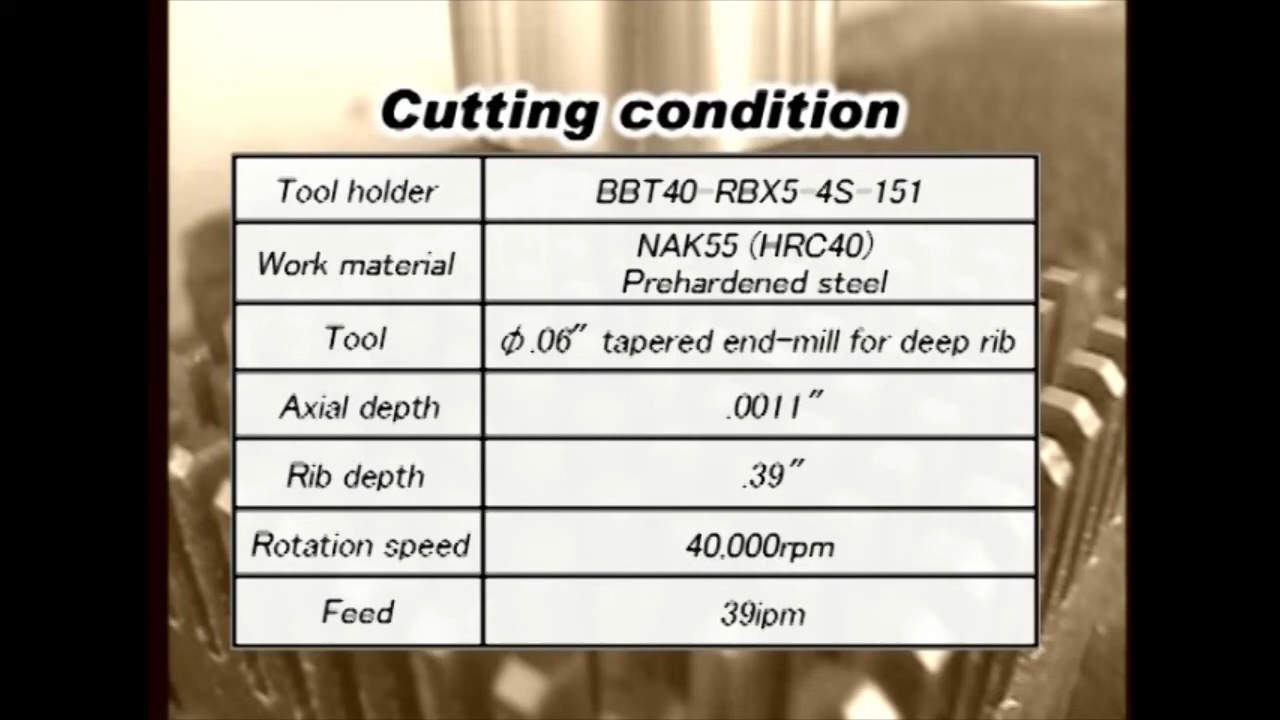 Cutting condition
Tool holder BBT40-RBX5-4S-151
Work material NAK55 (HRC40)
Prehardened steel
Tool ϕ.06" tapered end-mill for deep rib
Axial depth .0011"
Rib depth .39"
Rotation speed 40,000rpm
Feed 39ipm